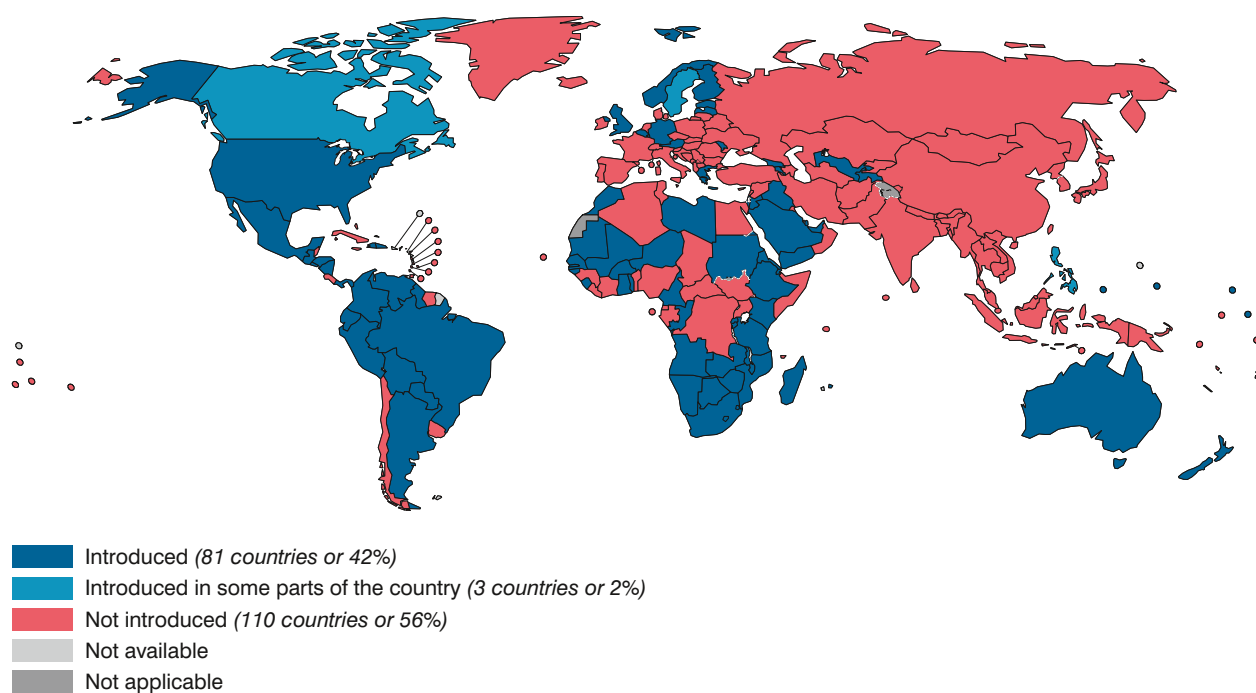 Introduced (81 countries or 42%)
Introduced in some parts of the country (3 countries or 2%)
Not introduced (110 countries or 56%)
Not available
Not applicable